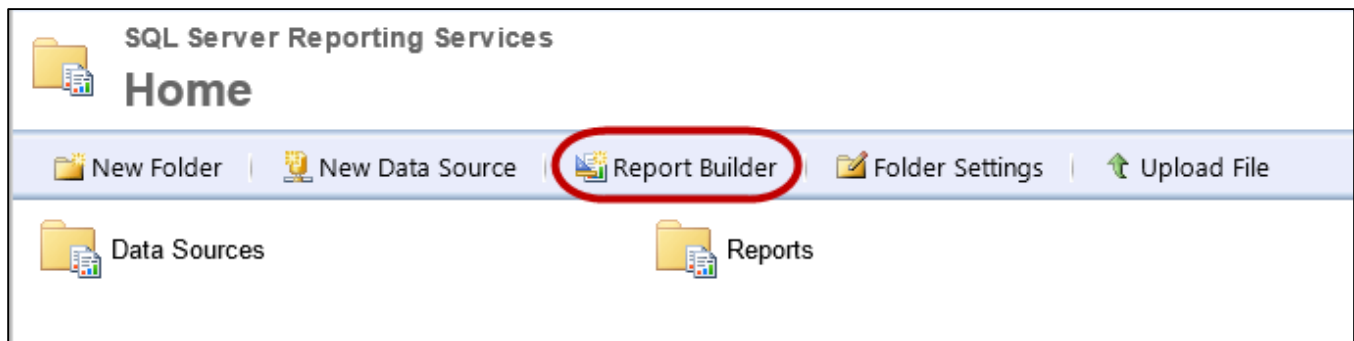 SQL Server Reporting Services
Home
New Folder | New Data Source | Report Builder | Folder Settings | Upload File
Data Sources Reports